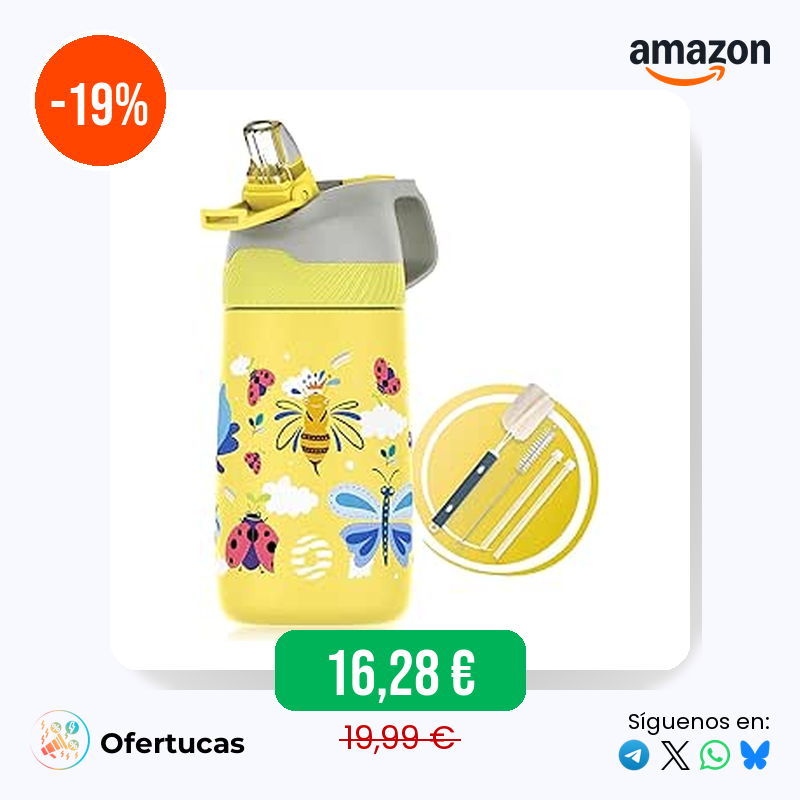 -19%
amazon
16,28 €
19,99 €
Ofertucas
Síguenos en: